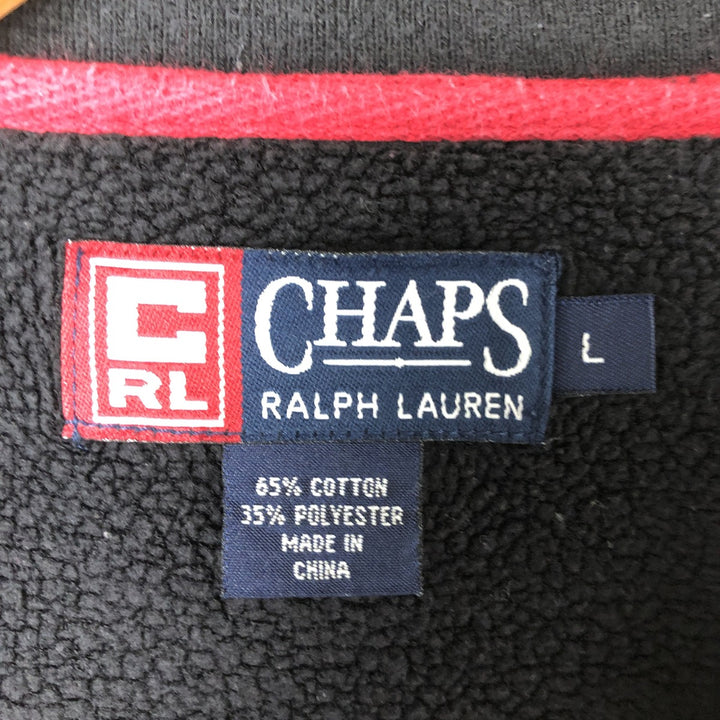 C
RL
CHAPS
RALPH LAUREN
L
65% COTTON
35% POLYESTER
MADE IN
CHINA